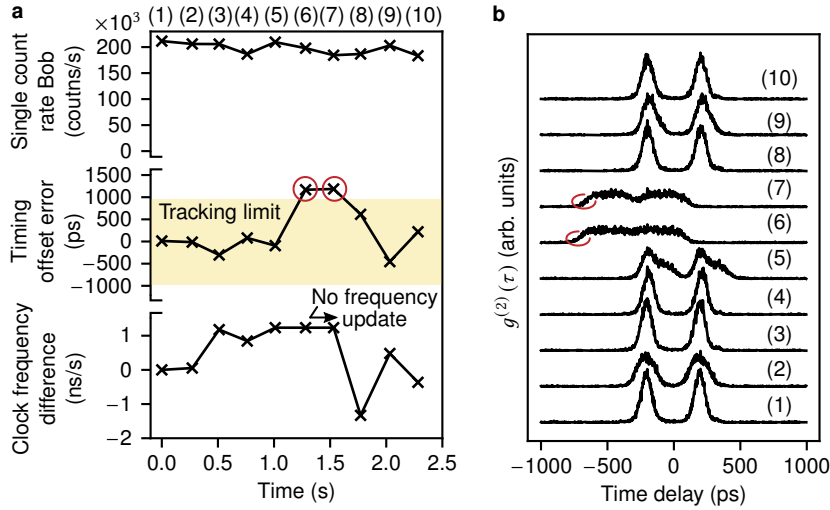 a
×10³ (1) (2) (3) (4) (5) (6) (7) (8) (9) (10)
Single count
rate Bob
(coutns/s)
200
150
100
50
0
Timing
offset error
(ps)
1500
1000
500
0
−500
−1000
Tracking limit
Clock frequency
difference
(ns/s)
1
0
−1
−2
No frequency
update
0.0 0.5 1.0 1.5 2.0 2.5
Time (s)
b
g⁽²⁾(τ) (arb. units)
(10)
(9)
(8)
(7)
(6)
(5)
(4)
(3)
(2)
(1)
−1000 −500 0 500 1000
Time delay (ps)